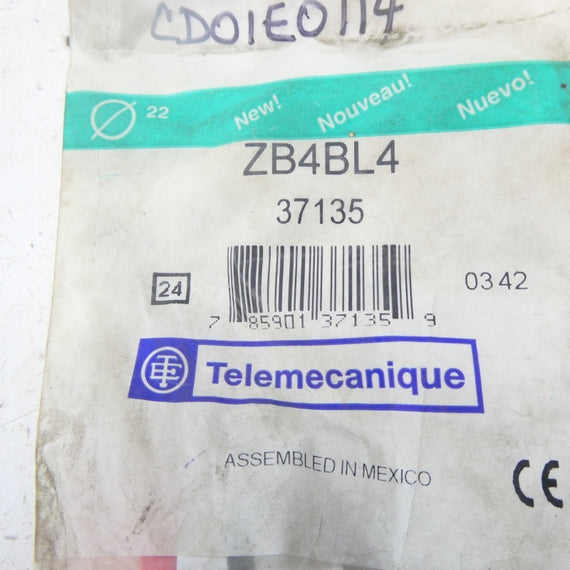 CD01E0114
Ø 22 New! Nouveau! Nuevo!
ZB4BL4
37135
24
0342
7 85901 37135 9
Telemecanique
ASSEMBLED IN MEXICO
CE